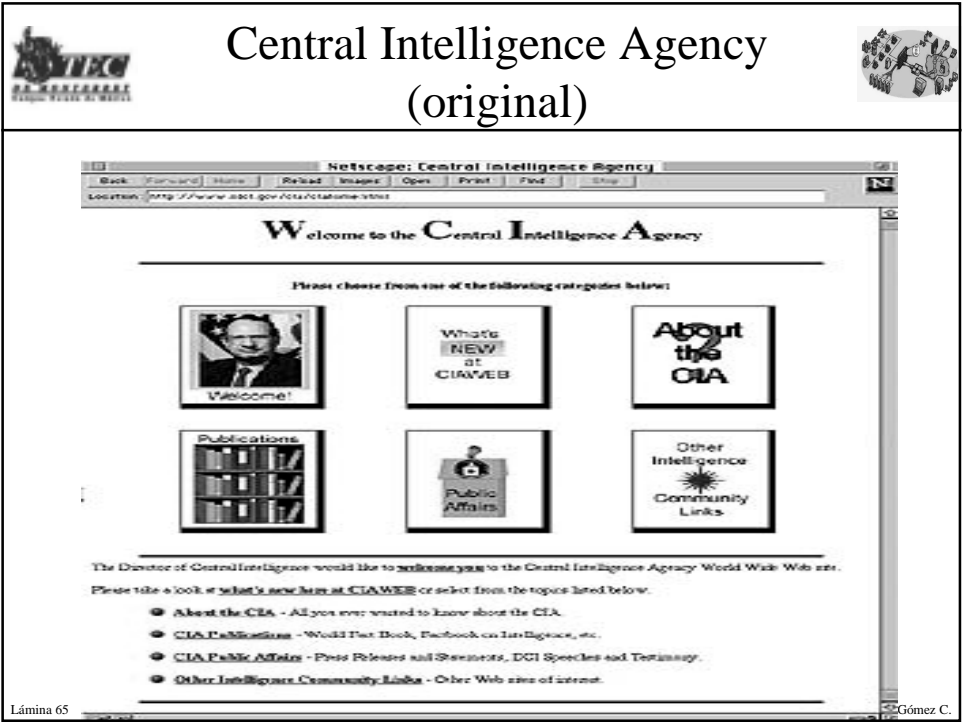 TEC
DE MONTERREY
Central Intelligence Agency
(original)
Netscape: Central Intelligence Agency
Back Forward Home Reload Images Open Print Find Stop
Location: http://www.
N
Welcome to the Central Intelligence Agency
Please choose from one of the following categories below:
Welcome!
What's
NEW
at
CIAWEB
About
the
CIA
?
Publications
Public
Affairs
Other
Intelligence
Community
Links
The Director of Central Intelligence would like to welcome you to the Central Intelligence Agency World Wide Web site.
Please take a look at what's new here at CIAWEB or select from the topics listed below.
About the CIA - All you ever wanted to know about the CIA.
CIA Publications - World Fact Book, Factbook on Intelligence, etc.
CIA Public Affairs - Press Releases and Statements, DCI Speeches and Testimony.
Other Intelligence Community Links - Other Web sites of interest.
Lámina 65
Gómez C.